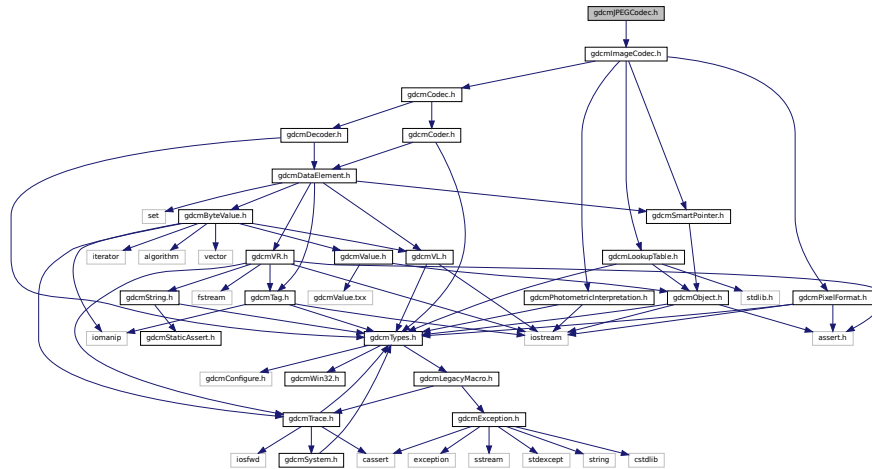 gdcmJPEGCodec.h
gdcmImageCodec.h
gdcmCodec.h
gdcmDecoder.h
gdcmCoder.h
gdcmDataElement.h
set
gdcmByteValue.h
gdcmSmartPointer.h
iterator
algorithm
vector
gdcmVR.h
gdcmValue.h
gdcmVL.h
gdcmLookupTable.h
gdcmString.h
fstream
gdcmTag.h
gdcmValue.txx
gdcmPhotometricInterpretation.h
gdcmObject.h
stdlib.h
gdcmPixelFormat.h
iomanip
gdcmStaticAssert.h
gdcmTypes.h
iostream
assert.h
gdcmConfigure.h
gdcmWin32.h
gdcmLegacyMacro.h
gdcmTrace.h
gdcmException.h
iosfwd
gdcmSystem.h
cassert
exception
sstream
stdexcept
string
cstdlib